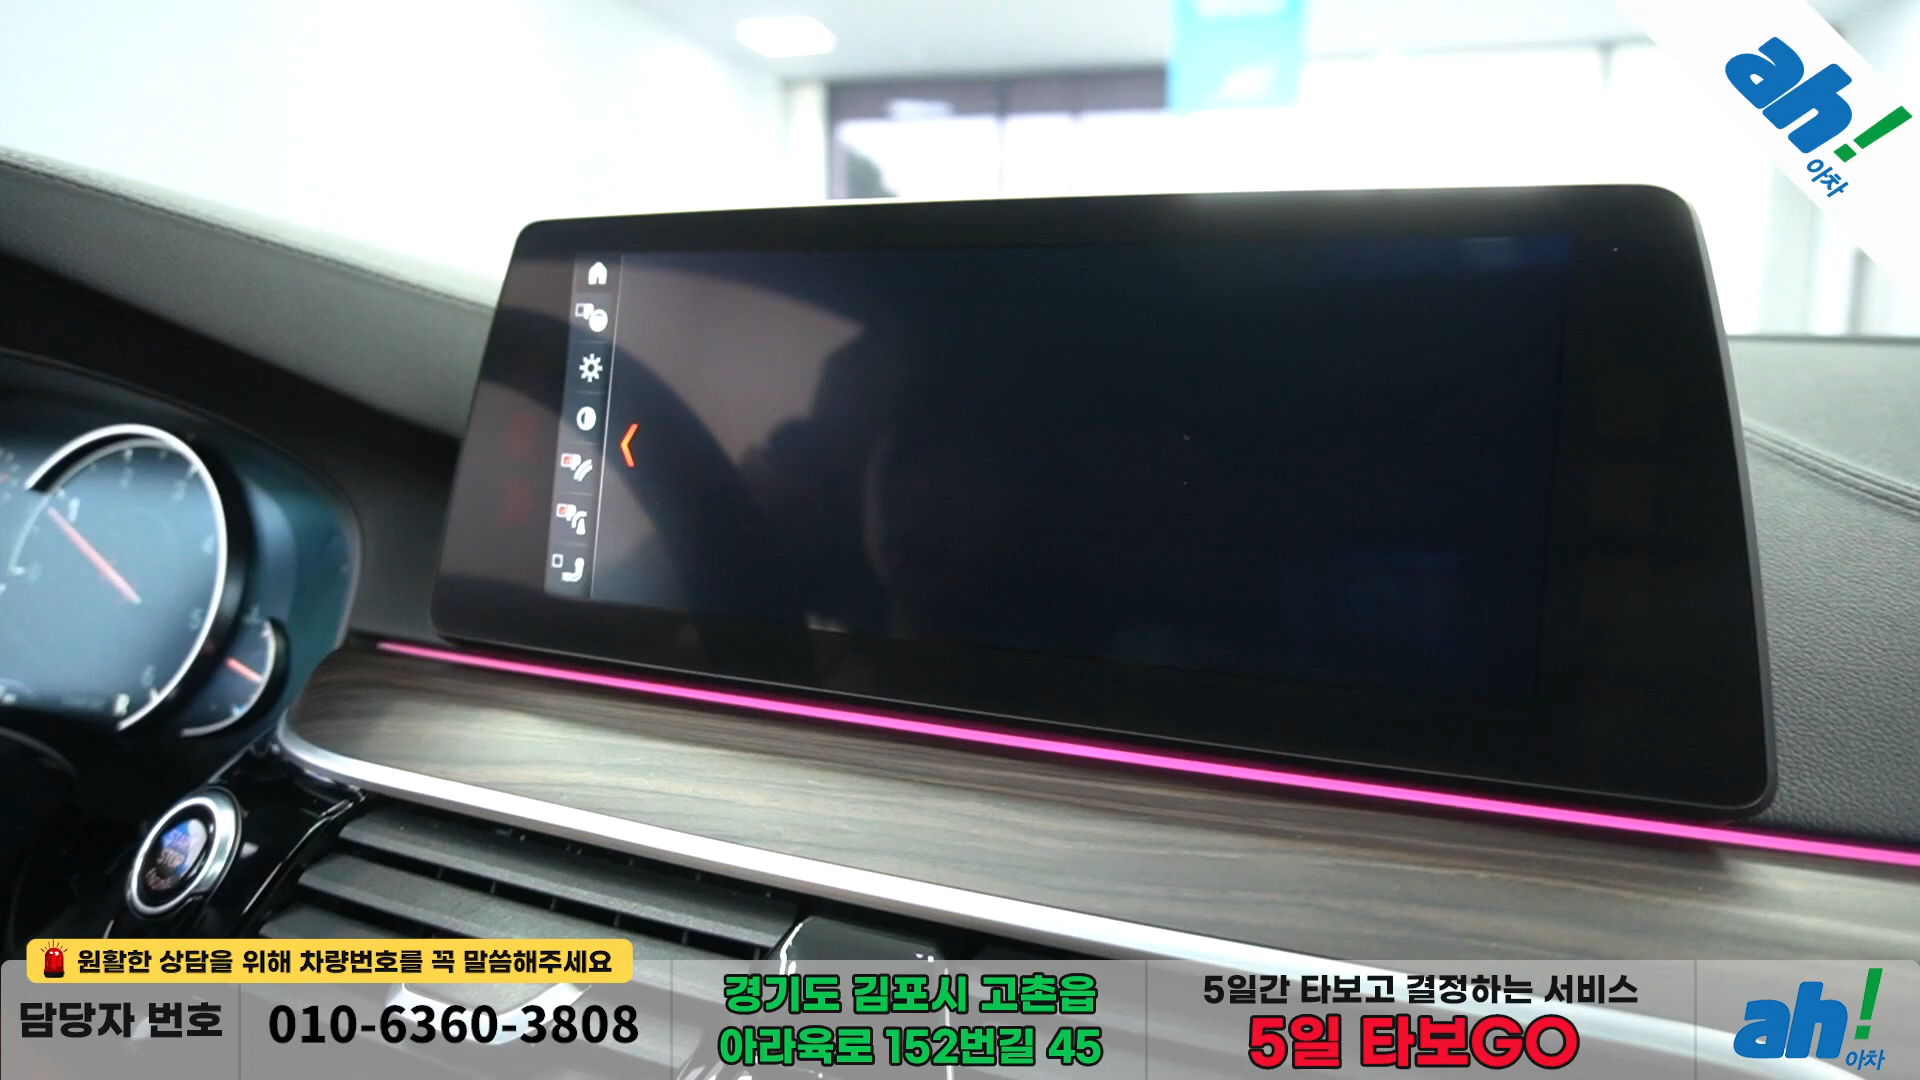 ah!
아차
START
STOP
🚨 원활한 상담을 위해 차량번호를 꼭 말씀해주세요
담당자 번호
010-6360-3808
경기도 김포시 고촌읍
아라육로 152번길 45
5일간 타보고 결정하는 서비스
5일 타보GO
ah!
아차